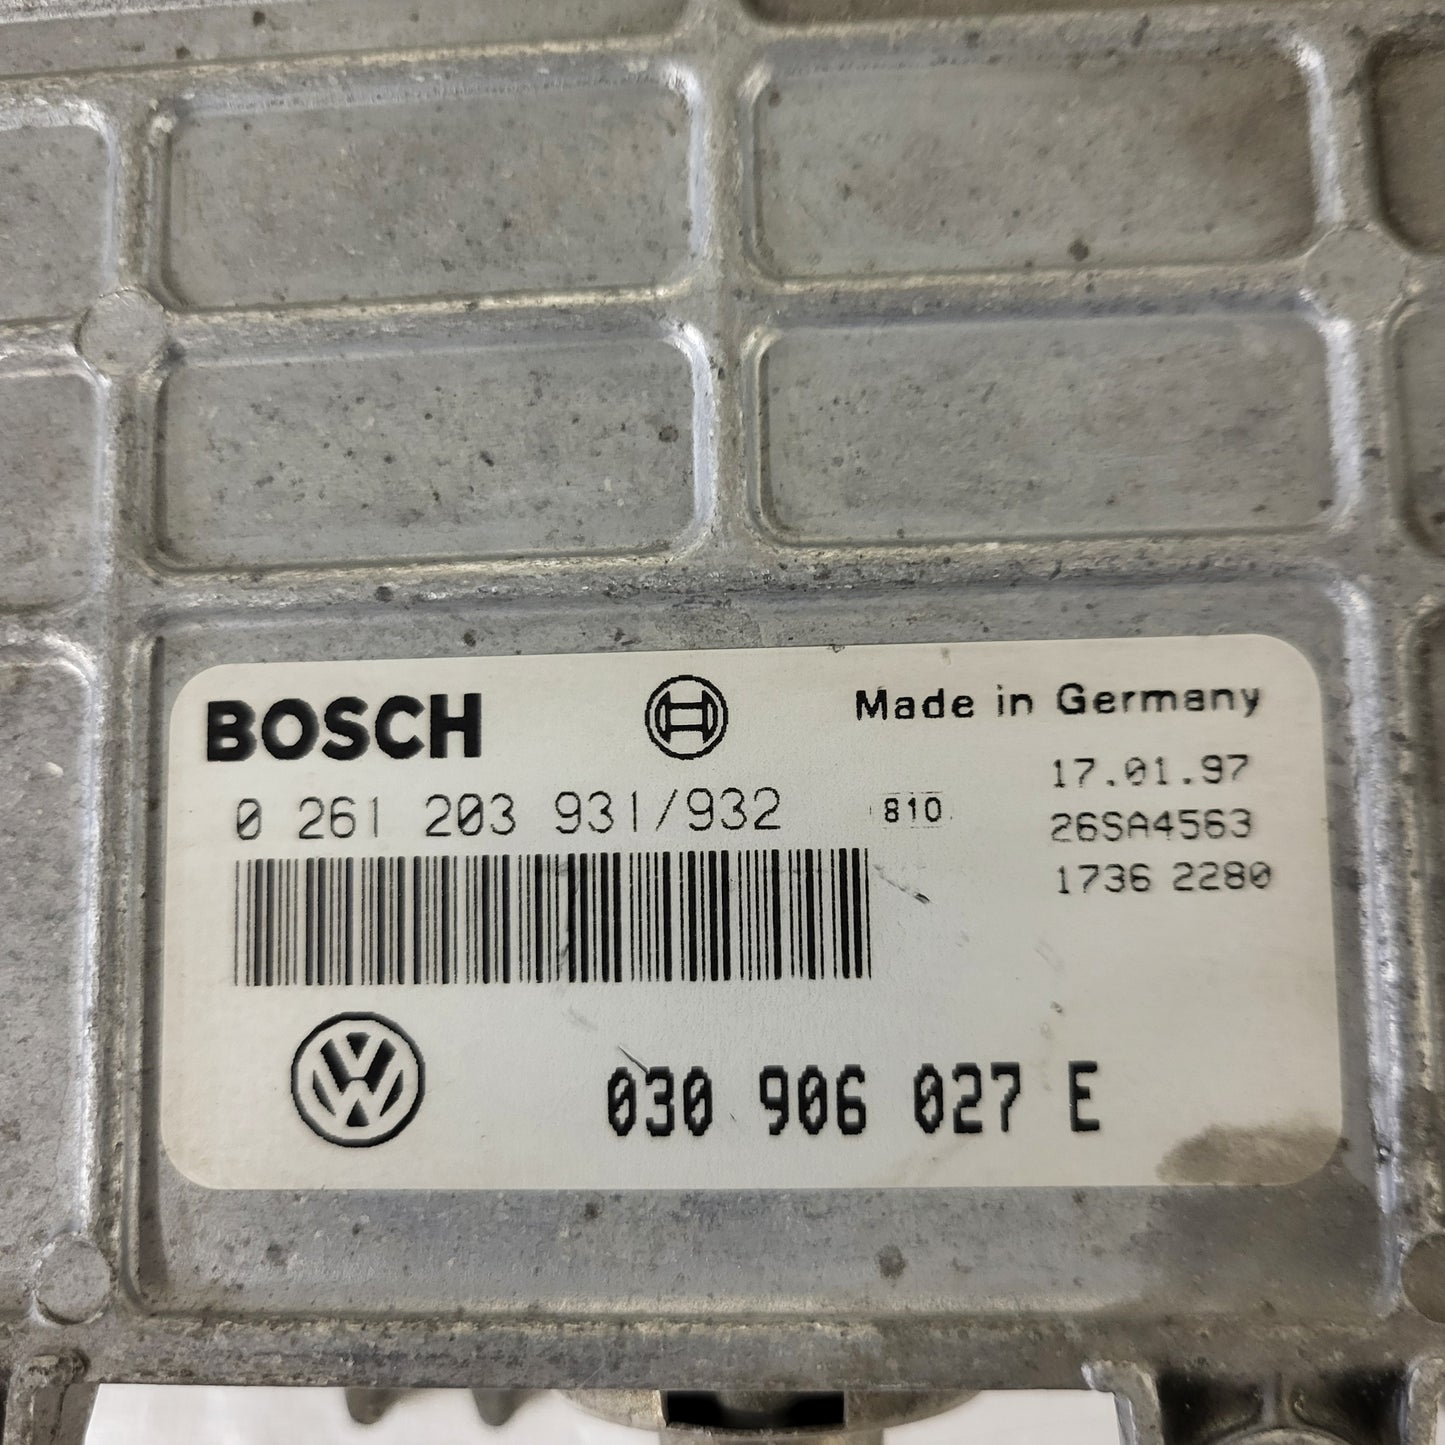 BOSCH
Made in Germany
17.01.97
0 261 203 931/932
810
26SA4563
1736 2280
030 906 027 E